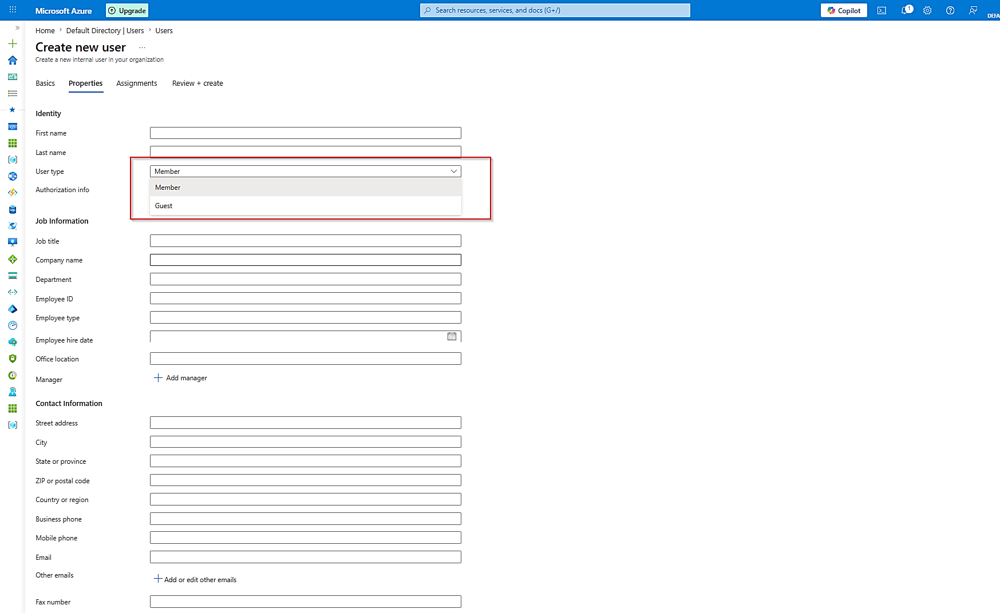 Microsoft Azure
Upgrade
Search resources, services, and docs (G+/)
Copilot
1
DEFA
Home > Default Directory | Users > Users
Create new user ...
Create a new internal user in your organization
Basics Properties Assignments Review + create
Identity
First name
Last name
User type Member
Member
Authorization info
Guest
Job Information
Job title
Company name
Department
Employee ID
Employee type
Employee hire date
Office location
Manager + Add manager
Contact Information
Street address
City
State or province
ZIP or postal code
Country or region
Business phone
Mobile phone
Email
Other emails + Add or edit other emails
Fax number